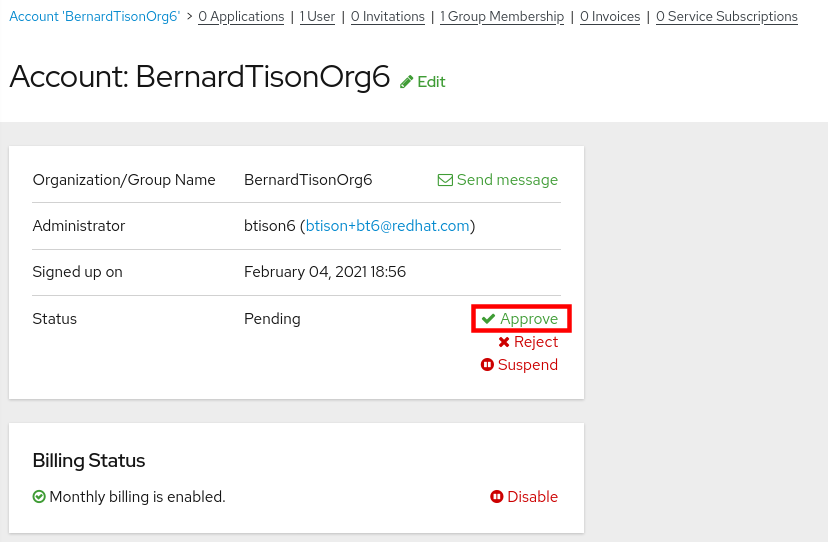 Account 'BernardTisonOrg6' > 0 Applications | 1 User | 0 Invitations | 1 Group Membership | 0 Invoices | 0 Service Subscriptions
Account: BernardTisonOrg6 Edit
Organization/Group Name BernardTisonOrg6 Send message
Administrator btison6 (btison+bt6@redhat.com)
Signed up on February 04, 2021 18:56
Status Pending Approve
Reject
Suspend
Billing Status
Monthly billing is enabled. Disable